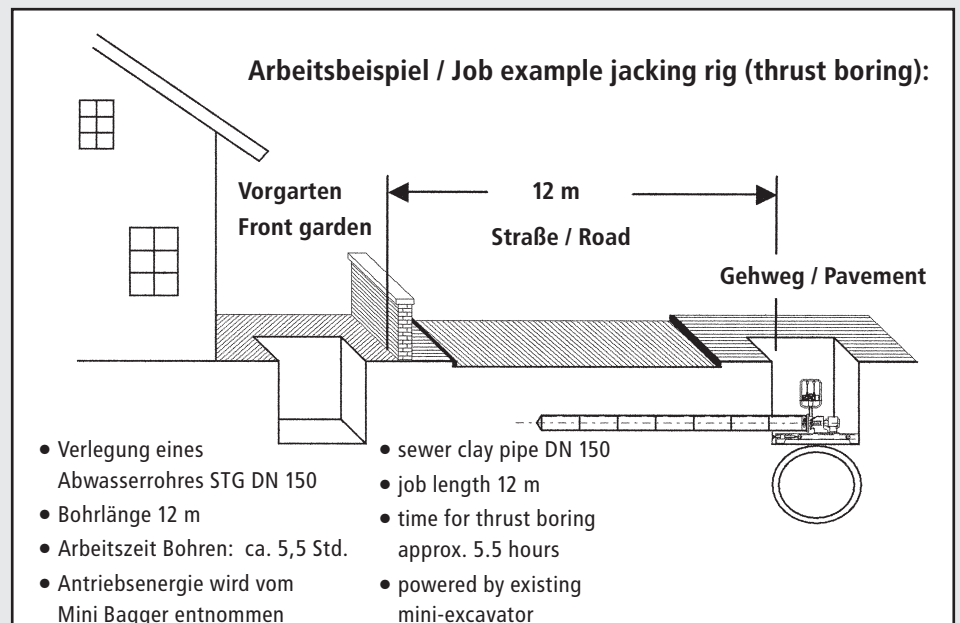 Arbeitsbeispiel / Job example jacking rig (thrust boring):
Vorgarten
Front garden
12 m
Straße / Road
Gehweg / Pavement
• Verlegung eines
Abwasserrohres STG DN 150
• Bohrlänge 12 m
• Arbeitszeit Bohren: ca. 5,5 Std.
• Antriebsenergie wird vom
Mini Bagger entnommen
• sewer clay pipe DN 150
• job length 12 m
• time for thrust boring
approx. 5.5 hours
• powered by existing
mini-excavator